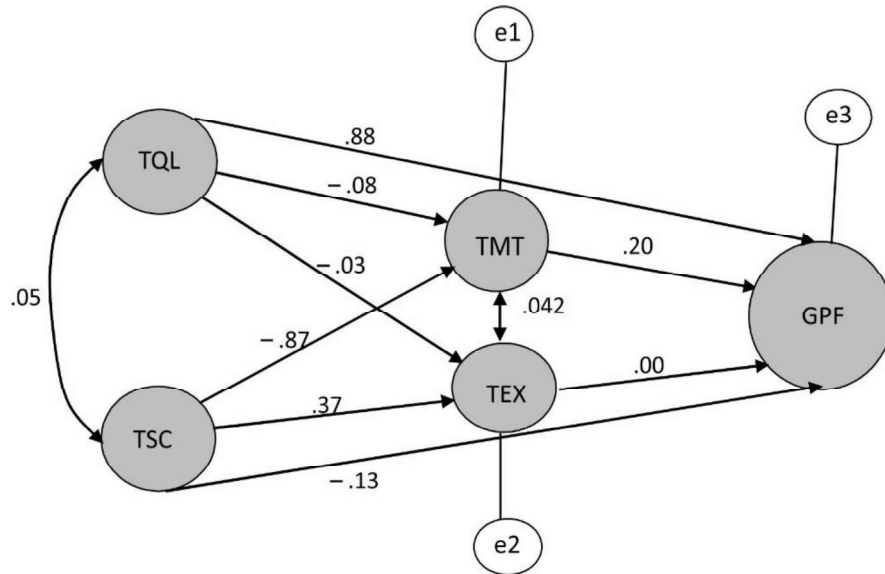 e1
e3
TQL
.88
– .08
TMT
.20
– .03
.05
.042
GPF
– .87
.00
TEX
.37
TSC
– .13
e2